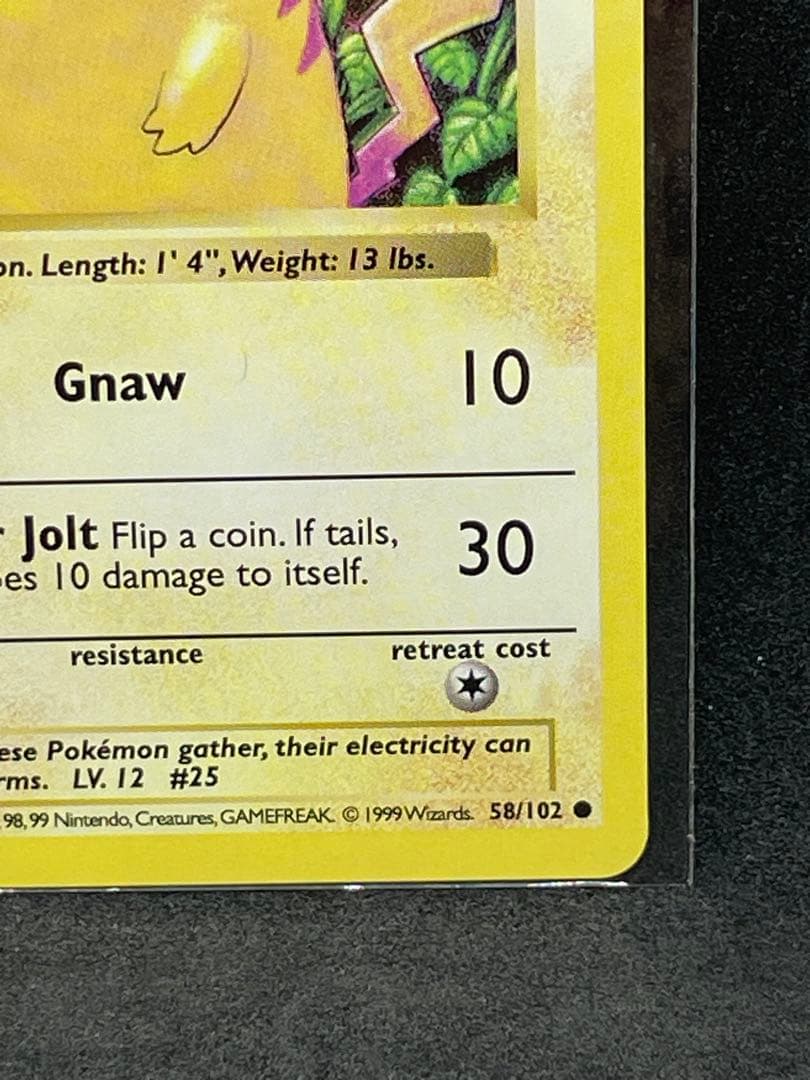 on. Length: 1' 4", Weight: 13 lbs.
Gnaw 10
Jolt Flip a coin. If tails, 30
es 10 damage to itself.
resistance retreat cost
ese Pokémon gather, their electricity can
rms. LV. 12 #25
98, 99 Nintendo, Creatures, GAMEFREAK. © 1999 Wizards. 58/102 ●